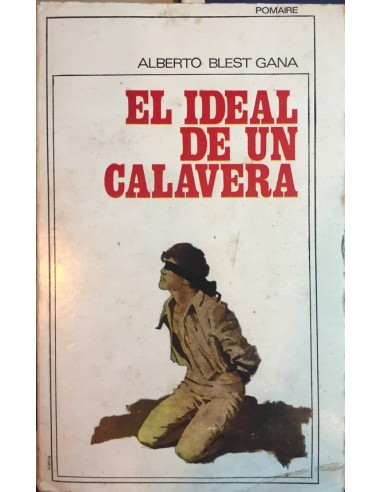 POMAIRE
ALBERTO BLEST GANA
EL IDEAL
DE UN
CALAVERA